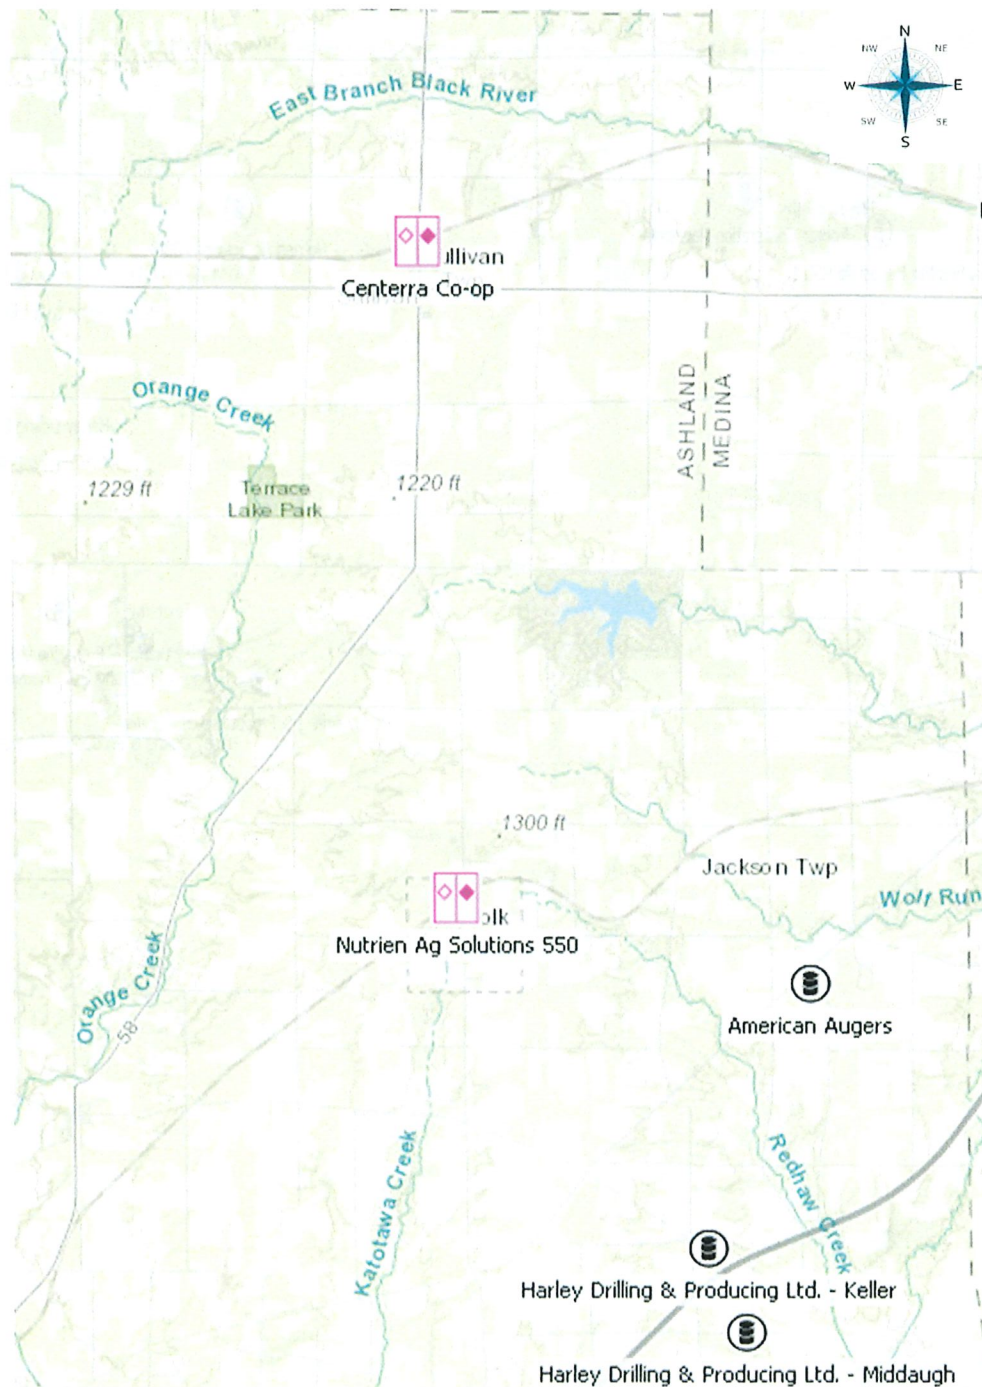 N
NW
NE
W
E
SW
SE
S
East Branch Black River
ullivan
Centerra Co-op
Orange Creek
ASHLAND
MEDINA
1229 ft
Terrace
Lake Park
1220 ft
1300 ft
Jackson Twp
Wolf Run
olk
Nutrien Ag Solutions 550
Orange Creek
58
American Augers
Katotawa Creek
Redhaw Creek
Harley Drilling & Producing Ltd. - Keller
Harley Drilling & Producing Ltd. - Middaugh